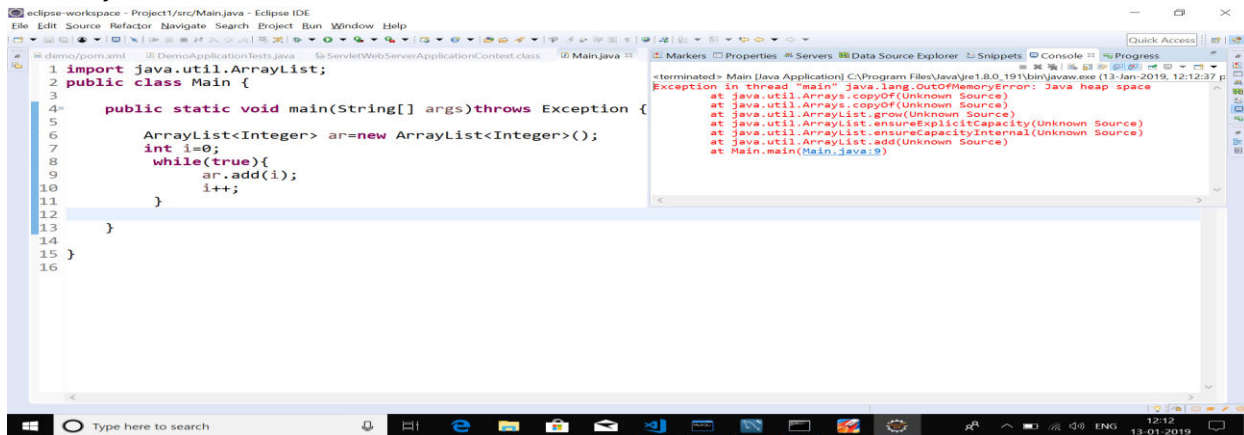 eclipse-workspace - Project1/src/Main.java - Eclipse IDE
File Edit Source Refactor Navigate Search Project Run Window Help
Quick Access
demo/pom.xml DemoApplicationTests.java ServletWebServerApplicationContext.class Main.java
1 import java.util.ArrayList;
2 public class Main {
3
4 public static void main(String[] args)throws Exception {
5
6 ArrayList<Integer> ar=new ArrayList<Integer>();
7 int i=0;
8 while(true){
9 ar.add(i);
10 i++;
11 }
12
13 }
14
15 }
16
Markers Properties Servers Data Source Explorer Snippets Console Progress
<terminated> Main [Java Application] C:\Program Files\Java\jre1.8.0_191\bin\javaw.exe (13-Jan-2019, 12:12:37 p
Exception in thread "main" java.lang.OutOfMemoryError: Java heap space
at java.util.Arrays.copyOf(Unknown Source)
at java.util.Arrays.copyOf(Unknown Source)
at java.util.ArrayList.grow(Unknown Source)
at java.util.ArrayList.ensureExplicitCapacity(Unknown Source)
at java.util.ArrayList.ensureCapacityInternal(Unknown Source)
at java.util.ArrayList.add(Unknown Source)
at Main.main(Main.java:9)
Type here to search
ENG
12:12
13-01-2019